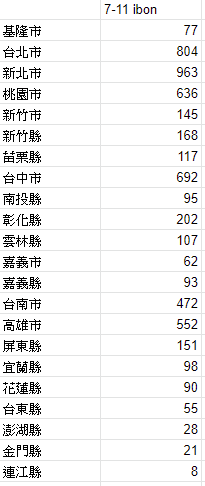 7-11 ibon
基隆市 77
台北市 804
新北市 963
桃園市 636
新竹市 145
新竹縣 168
苗栗縣 117
台中市 692
南投縣 95
彰化縣 202
雲林縣 107
嘉義市 62
嘉義縣 93
台南市 472
高雄市 552
屏東縣 151
宜蘭縣 98
花蓮縣 90
台東縣 55
澎湖縣 28
金門縣 21
連江縣 8